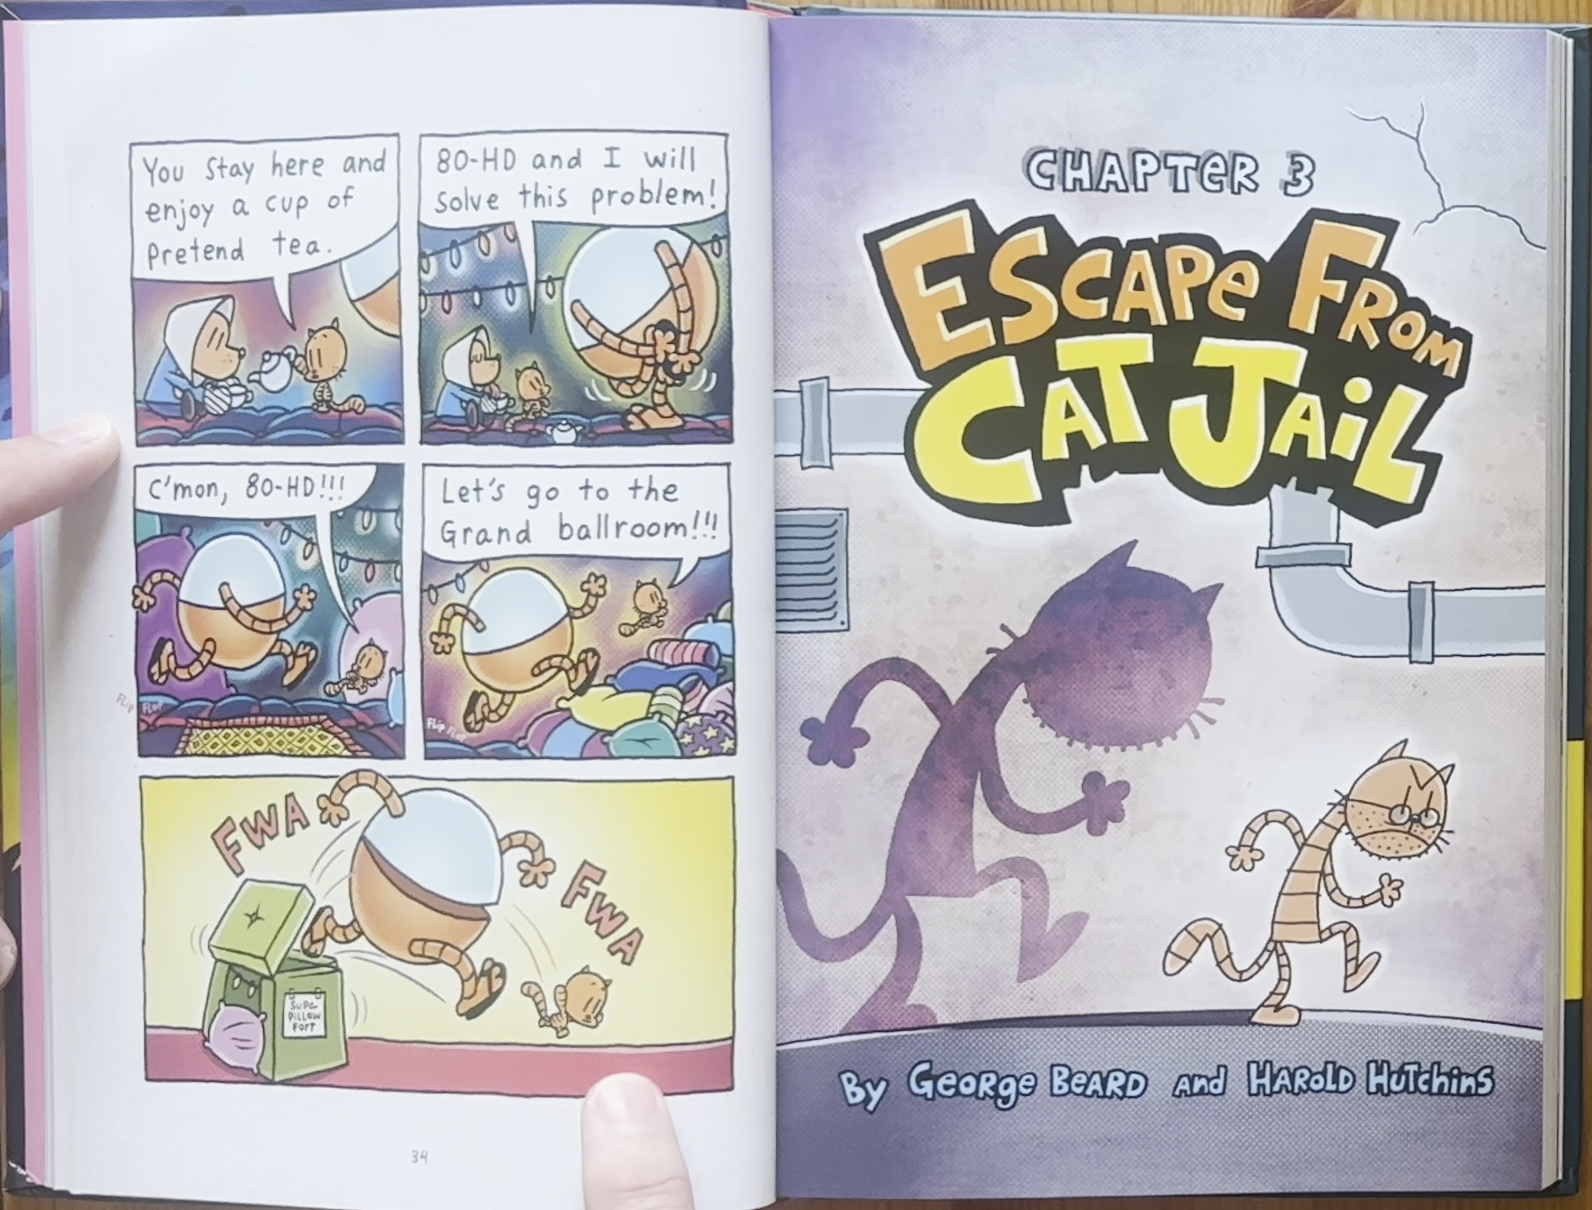 You Stay here and
enjoy a cup of
Pretend tea.
80-HD and I will
Solve this problem!
C'mon, 80-HD!!!
FLIP FLOP
Let's go to the
Grand ballroom!!!
FLIP FLOP
FWA
FWA
SUPA
PILLOW
FORT
34
CHAPTER 3
ESCAPE FROM
CAT JAIL
By George Beard and Harold Hutchins